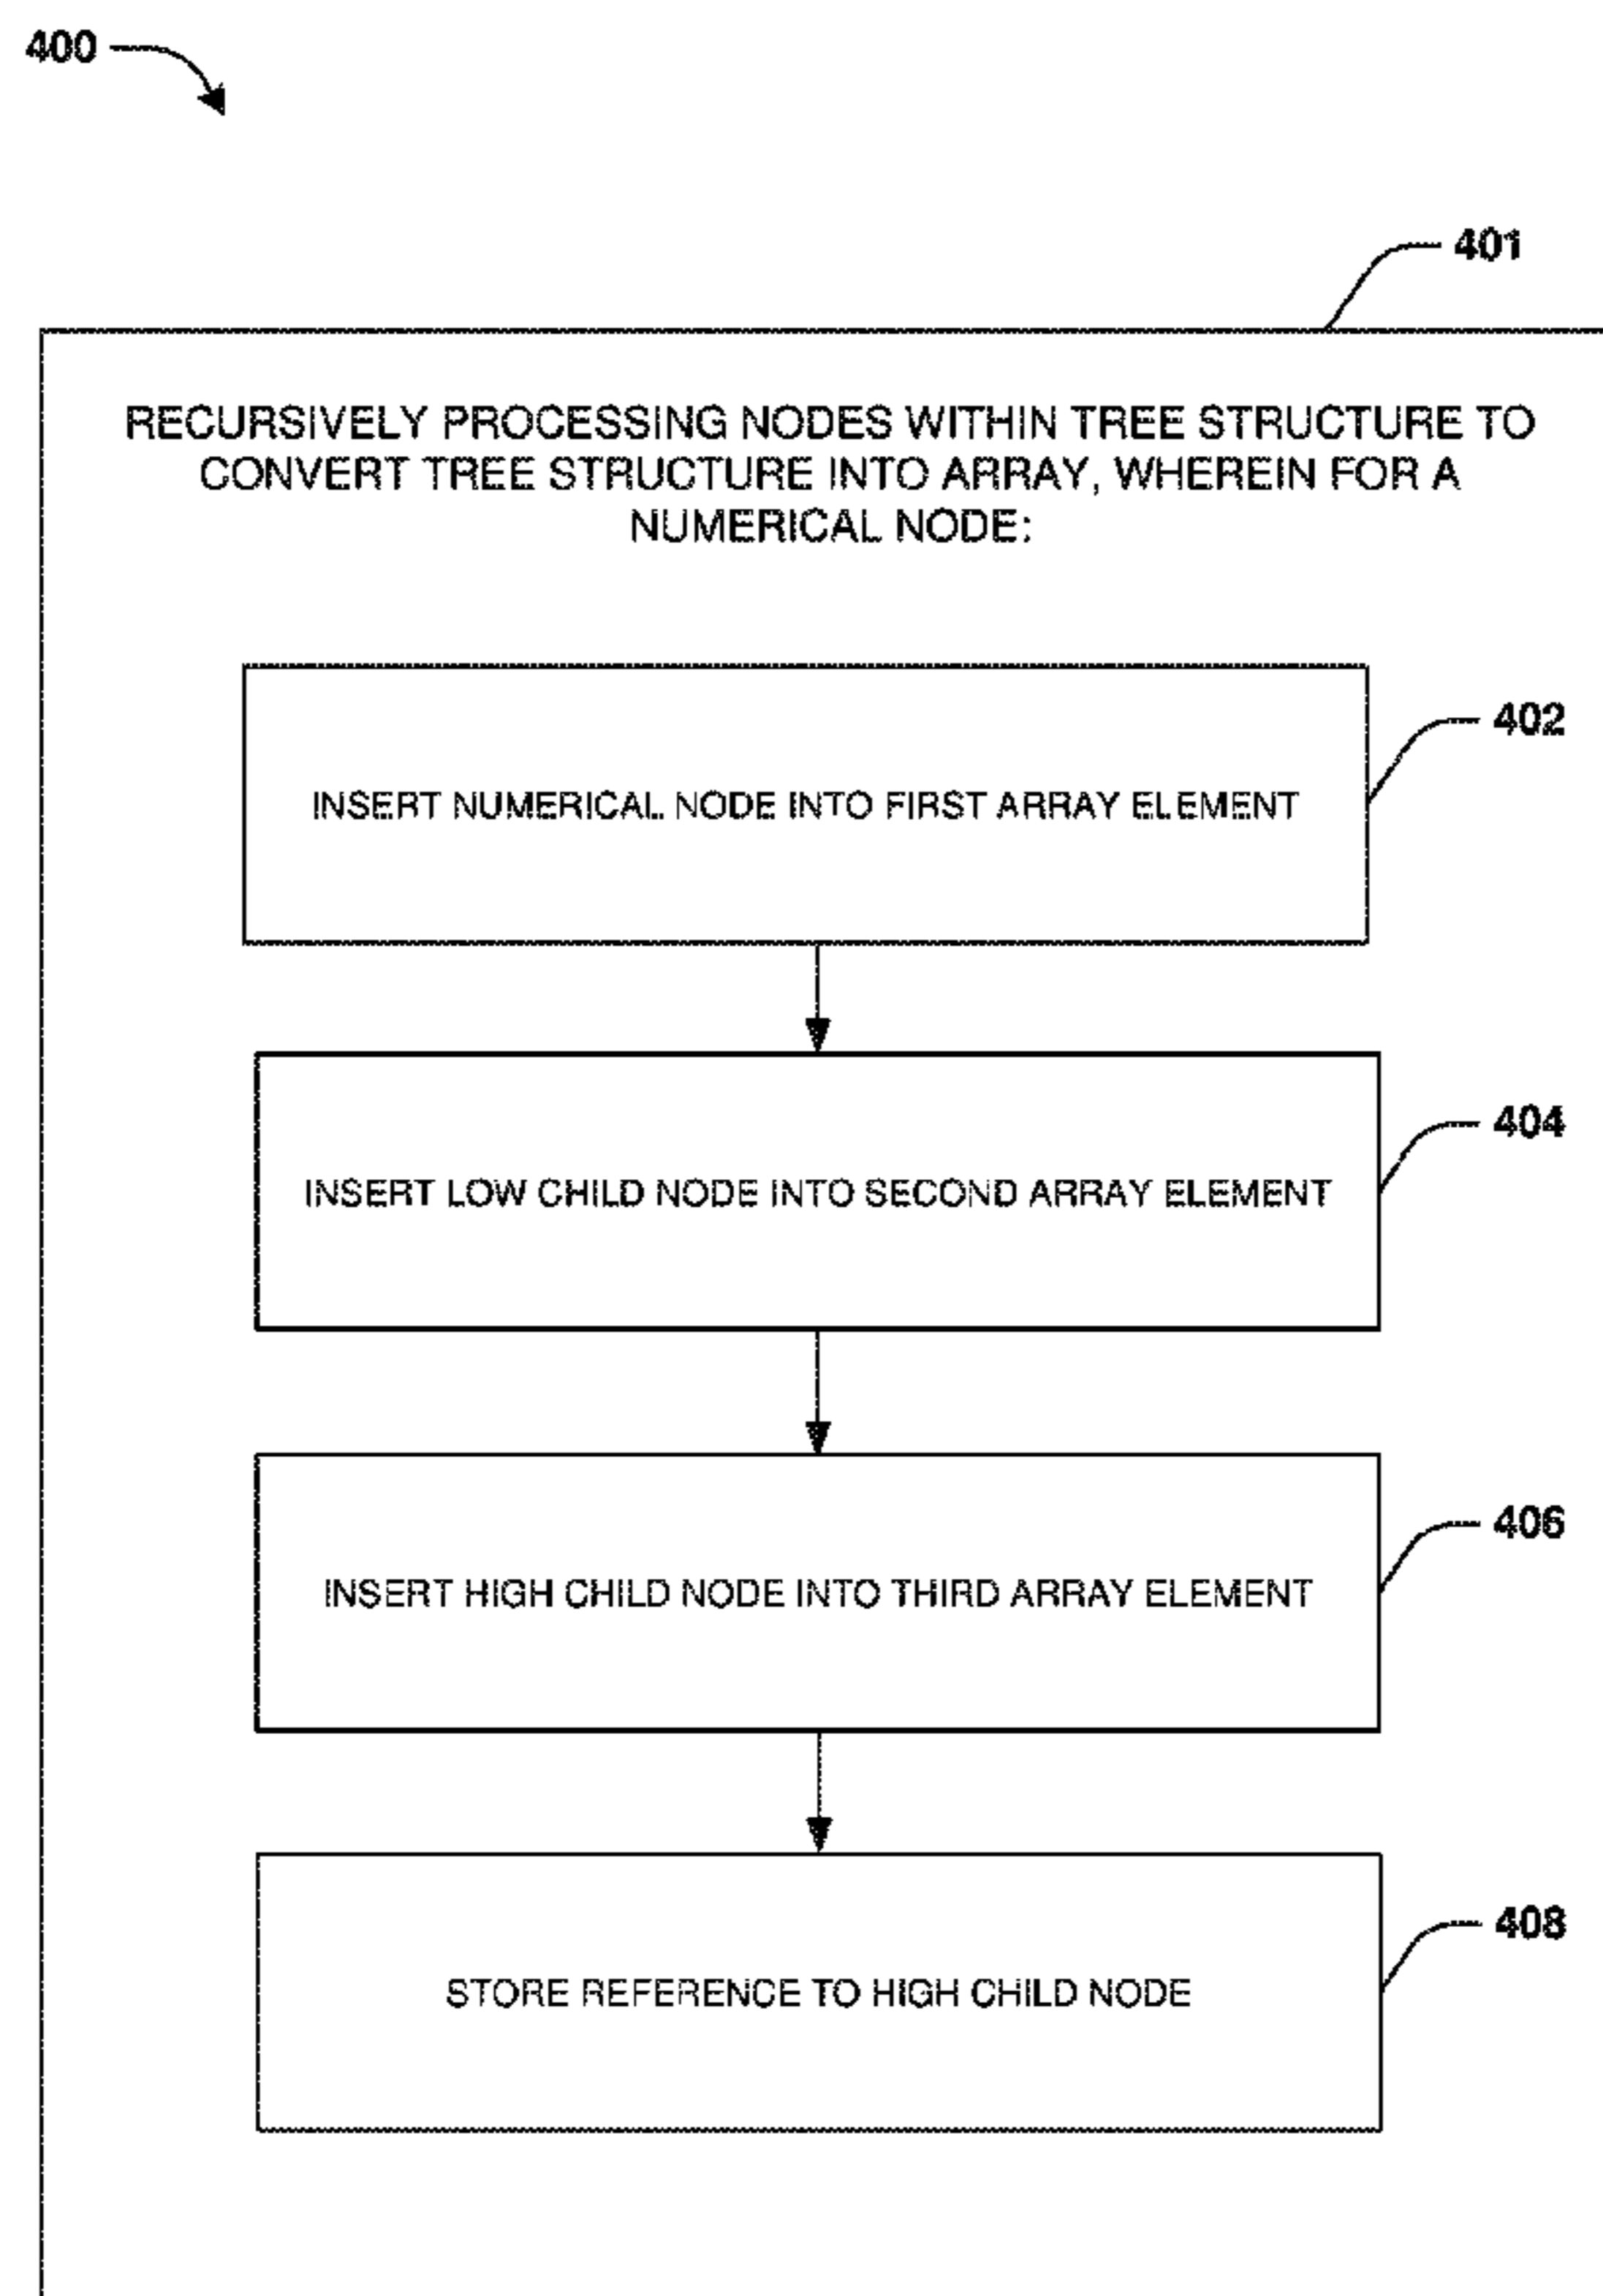 400
401
RECURSIVELY PROCESSING NODES WITHIN TREE STRUCTURE TO
CONVERT TREE STRUCTURE INTO ARRAY, WHEREIN FOR A
NUMERICAL NODE:
402
INSERT NUMERICAL NODE INTO FIRST ARRAY ELEMENT
404
INSERT LOW CHILD NODE INTO SECOND ARRAY ELEMENT
406
INSERT HIGH CHILD NODE INTO THIRD ARRAY ELEMENT
408
STORE REFERENCE TO HIGH CHILD NODE